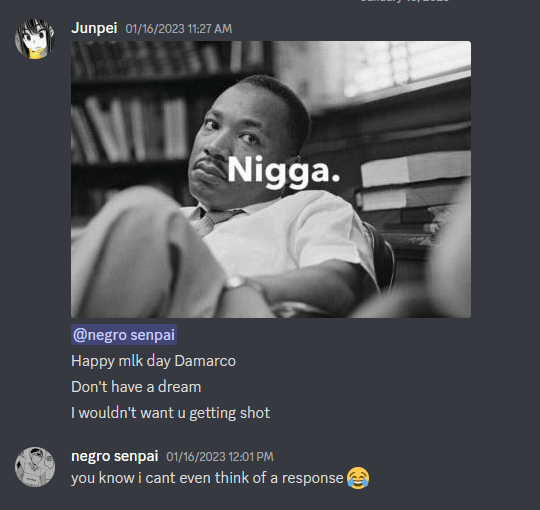 Junpei 01/16/2023 11:27 AM
Nigga.
@negro senpai
Happy mlk day Damarco
Don't have a dream
I wouldn't want u getting shot
negro senpai 01/16/2023 12:01 PM
you know i cant even think of a response 😂